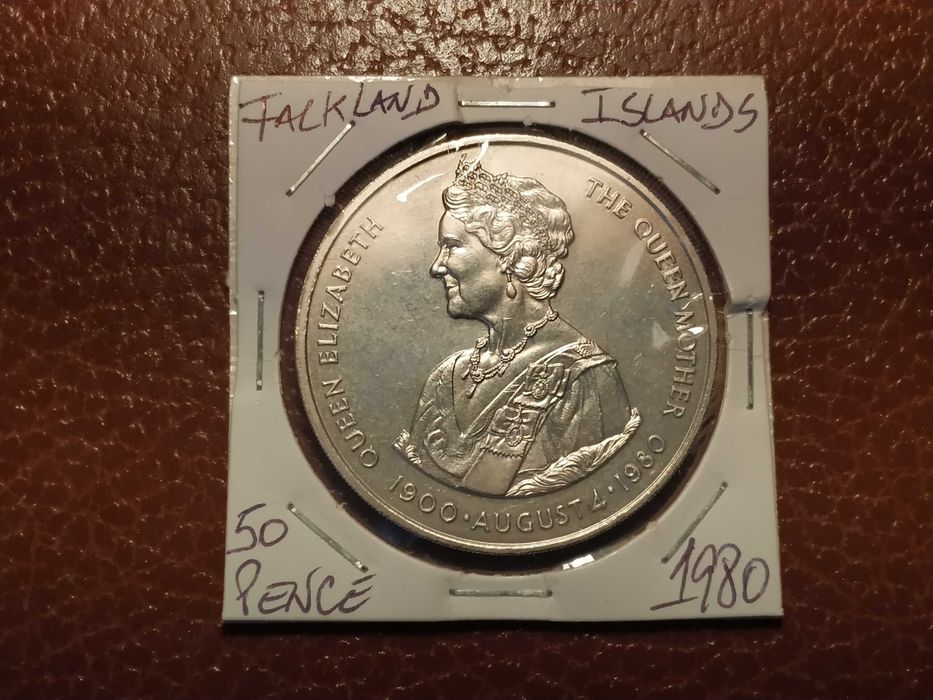 FALKLAND ISLANDS
QUEEN ELIZABETH
THE QUEEN MOTHER
1900 · AUGUST 4 · 1980
50
PENCE
1980